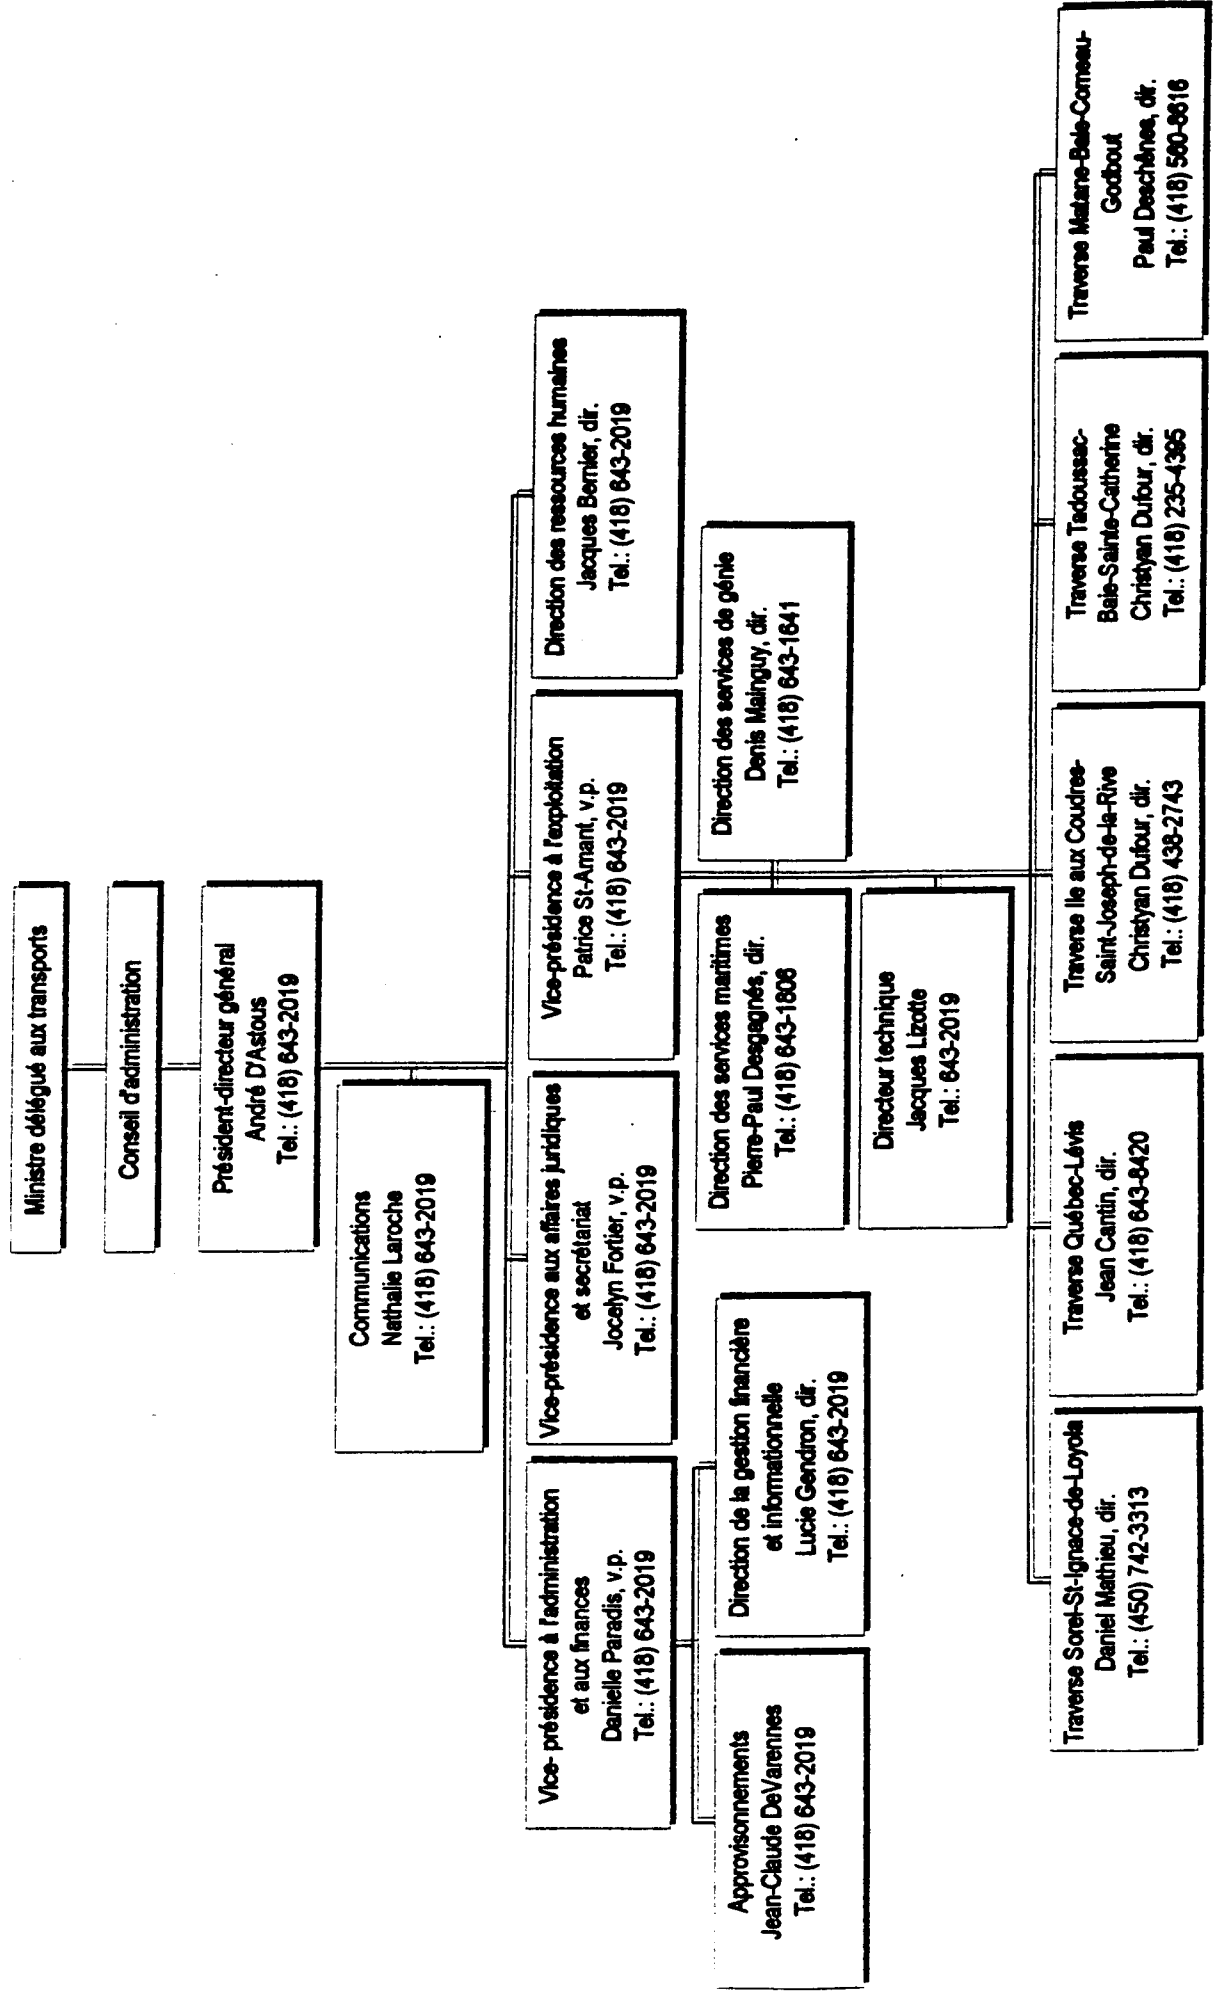 Ministre délégué aux transports
Conseil d'administration
Président-directeur général
André D'Astous
Tel.: (418) 643-2019
Communications
Nathalie Laroche
Tel.: (418) 643-2019
Vice- présidence à l'administration
et aux finances
Danielle Paradis, v.p.
Tel.: (418) 643-2019
Vice-présidence aux affaires juridiques
et secrétariat
Jocelyn Fortier, v.p.
Tel.: (418) 643-2019
Vice-présidence à l'exploitation
Patrice St-Amant, v.p.
Tel.: (418) 643-2019
Direction des ressources humaines
Jacques Bernier, dir.
Tel.: (418) 643-2019
Approvisonnements
Jean-Claude DeVarennes
Tel.: (418) 643-2019
Direction de la gestion financière
et informationnelle
Lucie Gendron, dir.
Tel.: (418) 643-2019
Direction des services maritimes
Pierre-Paul Desgagnés, dir.
Tel.: (418) 643-1806
Direction des services de génie
Denis Mainguy, dir.
Tel.: (418) 643-1641
Directeur technique
Jacques Lizotte
Tel.: 643-2019
Traverse Sorel-St-Ignace-de-Loyola
Daniel Mathieu, dir.
Tel.: (450) 742-3313
Traverse Québec-Lévis
Jean Cantin, dir.
Tel.: (418) 643-8420
Traverse Ile aux Coudres-
Saint-Joseph-de-la-Rive
Christyan Dufour, dir.
Tel.: (418) 438-2743
Traverse Tadoussac-
Baie-Sainte-Catherine
Christyan Dufour, dir.
Tel.: (418) 235-4395
Traverse Matane-Baie-Comeau-
Godbout
Paul Deschênes, dir.
Tel.: (418) 560-8616